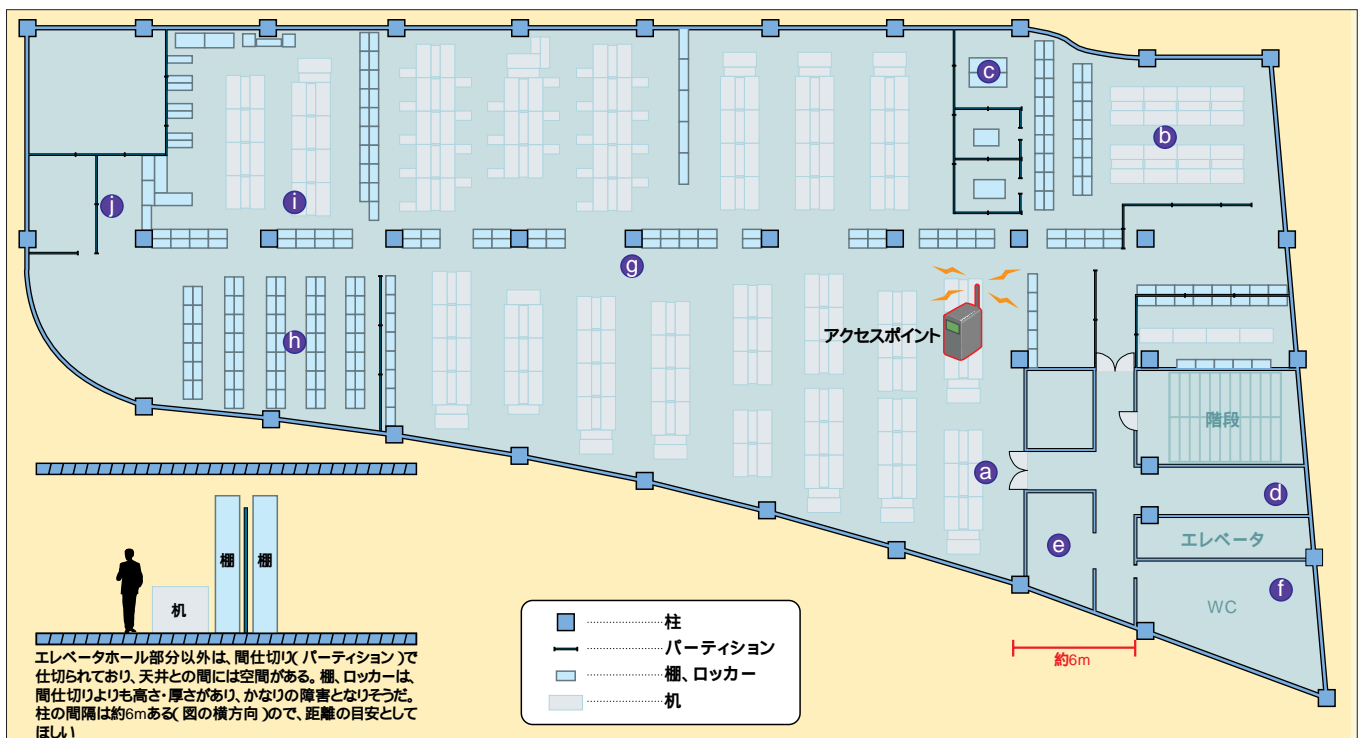 c
b
j
i
g
アクセスポイント
h
階段
a
d
e
エレベータ
f
WC
約6m
棚
棚
机
柱
パーティション
棚、ロッカー
机
エレベータホール部分以外は、間仕切り(パーティション)で
仕切られており、天井との間には空間がある。棚、ロッカーは、
間仕切りよりも高さ・厚さがあり、かなりの障害となりそうだ。
柱の間隔は約6mある(図の横方向)ので、距離の目安として
ほしい